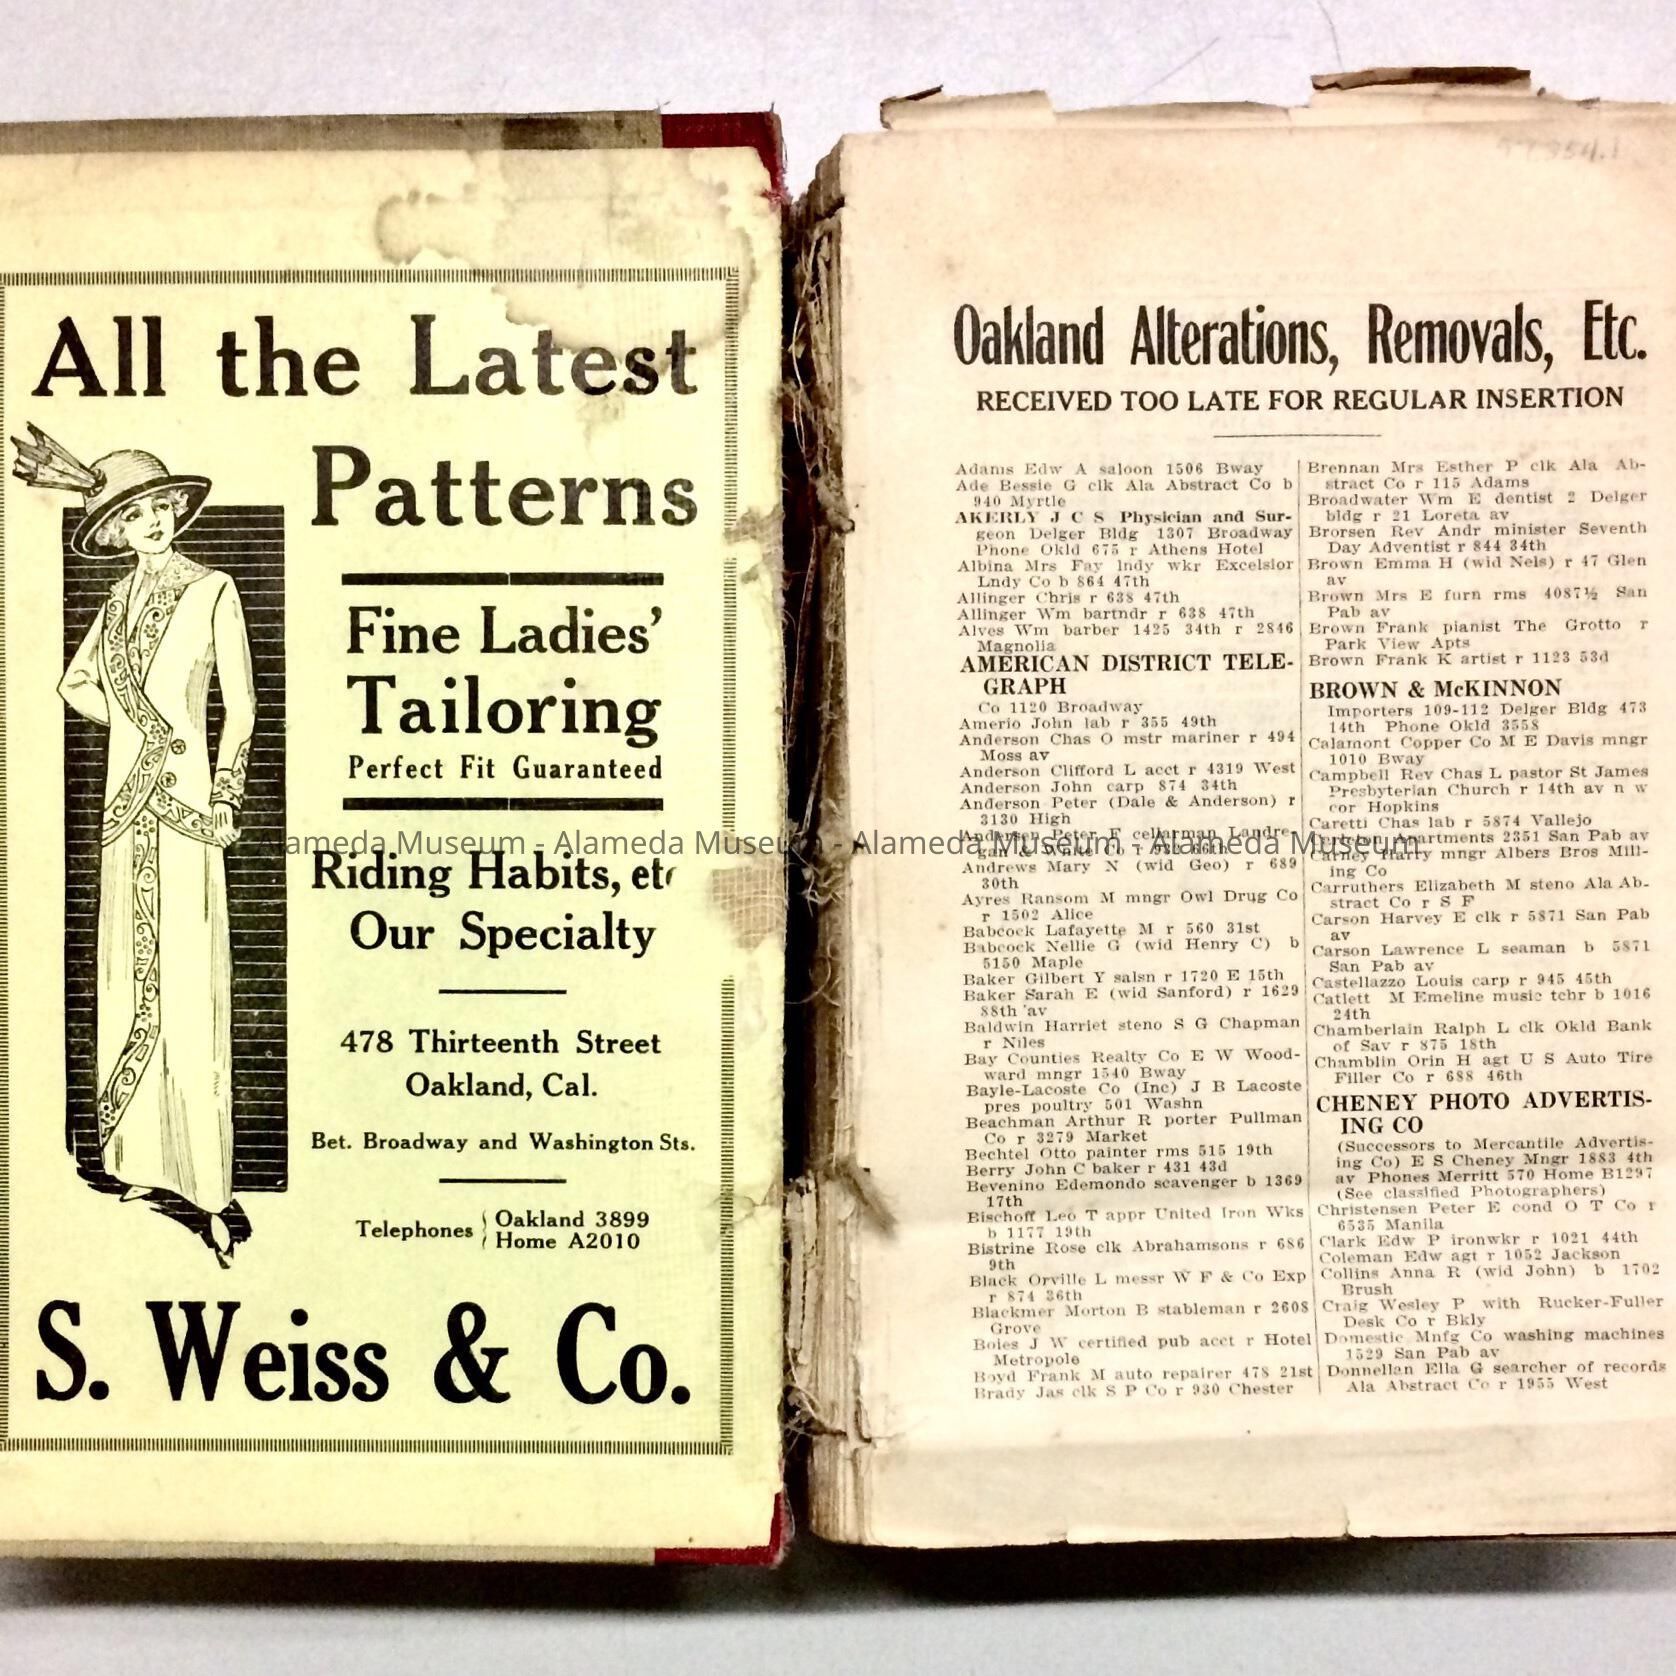 All the Latest
Patterns
Fine Ladies'
Tailoring
Perfect Fit Guaranteed
Riding Habits, etc
Our Specialty
478 Thirteenth Street
Oakland, Cal.
Bet. Broadway and Washington Sts.
Telephones { Oakland 3899
Home A2010
S. Weiss & Co.
Oakland Alterations, Removals, Etc.
RECEIVED TOO LATE FOR REGULAR INSERTION
Adams Edw A saloon 1506 Bway
Ade Bessie G clk Ala Abstract Co b
940 Myrtle
AKERLY J C S Physician and Sur-
geon Delger Bldg 1307 Broadway
Phone Okld 675 r Athens Hotel
Albina Mrs Fay lndy wkr Excelsior
Lndy Co b 864 47th
Allinger Chris r 638 47th
Allinger Wm bartndr r 638 47th
Alves Wm barber 1425 34th r 2846
Magnolia
AMERICAN DISTRICT TELE-
GRAPH
Co 1120 Broadway
Amerio John lab r 355 49th
Anderson Chas O mstr mariner r 494
Moss av
Anderson Clifford L acct r 4319 West
Anderson John carp 874 34th
Anderson Peter (Dale & Anderson) r
3130 High
Andersen Peter F cellarman Landre-
gan & White Co r
Andrews Mary N (wid Geo) r 689
30th
Ayres Ransom M mngr Owl Drug Co
r 1502 Alice
Babcock Lafayette M r 560 31st
Babcock Nellie G (wid Henry C) b
5150 Maple
Baker Gilbert Y salsn r 1720 E 15th
Baker Sarah E (wid Sanford) r 1629
88th av
Baldwin Harriet steno S G Chapman
r Niles
Bay Counties Realty Co E W Wood-
ward mngr 1540 Bway
Bayle-Lacoste Co (Inc) J B Lacoste
pres poultry 501 Washn
Beachman Arthur R porter Pullman
Co r 3279 Market
Bechtel Otto painter rms 515 19th
Berry John C baker r 431 43d
Bevenino Edemondo scavenger b 1369
17th
Bischoff Leo T appr United Iron Wks
b 1177 19th
Bistrine Rose clk Abrahamsons r 686
9th
Black Orville L messr W F & Co Exp
r 874 36th
Blackmer Morton B stableman r 2608
Grove
Boies J W certified pub acct r Hotel
Metropole
Boyd Frank M auto repairer 478 21st
Brady Jas clk S P Co r 930 Chester
Brennan Mrs Esther P clk Ala Ab-
stract Co r 115 Adams
Broadwater Wm E dentist 2 Delger
bldg r 21 Loreta av
Brorsen Rev Andr minister Seventh
Day Adventist r 844 34th
Brown Emma H (wid Nels) r 47 Glen
av
Brown Mrs E furn rms 4087½ San
Pab av
Brown Frank pianist The Grotto r
Park View Apts
Brown Frank K artist r 1123 53d
BROWN & McKINNON
Importers 109-112 Delger Bldg 473
14th Phone Okld 3558
Calamont Copper Co M E Davis mngr
1010 Bway
Campbell Rev Chas L pastor St James
Presbyterian Church r 14th av n w
cor Hopkins
Caretti Chas lab r 5874 Vallejo
Apartments 2351 San Pab av
Carney Harry mngr Albers Bros Mill-
ing Co
Carruthers Elizabeth M steno Ala Ab-
stract Co r S F
Carson Harvey E clk r 5871 San Pab
av
Carson Lawrence L seaman b 5871
San Pab av
Castellazzo Louis carp r 945 45th
Catlett M Emeline music tchr b 1016
24th
Chamberlain Ralph L clk Okld Bank
of Sav r 875 18th
Chamblin Orin H agt U S Auto Tire
Filler Co r 688 46th
CHENEY PHOTO ADVERTIS-
ING CO
(Successors to Mercantile Advertis-
ing Co) E S Cheney Mngr 1883 4th
av Phones Merritt 570 Home B1297
(See classified Photographers)
Christensen Peter E cond O T Co r
6535 Manila
Clark Edw P ironwkr r 1021 44th
Coleman Edw agt r 1052 Jackson
Collins Anna R (wid John) b 1702
Brush
Craig Wesley P with Rucker-Fuller
Desk Co r Bkly
Domestic Mnfg Co washing machines
1529 San Pab av
Donnellan Ella G searcher of records
Ala Abstract Co r 1955 West
Alameda Museum - Alameda Museum - Alameda Museum - Alameda Museum